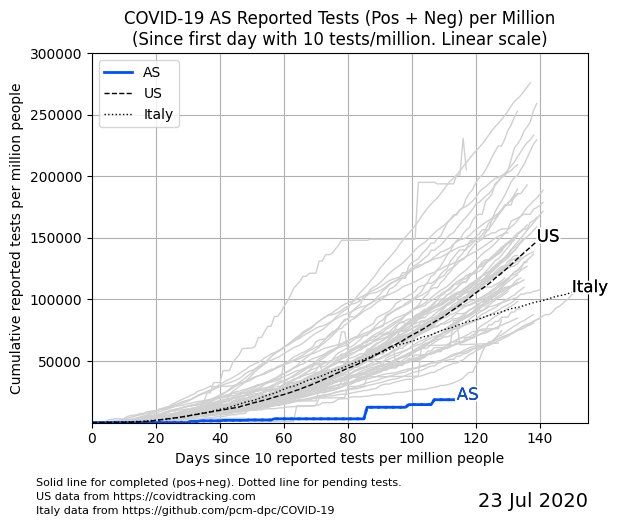 COVID-19 AS Reported Tests (Pos + Neg) per Million
(Since first day with 10 tests/million. Linear scale)
Cumulative reported tests per million people
300000
250000
200000
150000
100000
50000
AS
US
Italy
US
Italy
AS
0 20 40 60 80 100 120 140
Days since 10 reported tests per million people
Solid line for completed (pos+neg). Dotted line for pending tests.
US data from https://covidtracking.com
Italy data from https://github.com/pcm-dpc/COVID-19
23 Jul 2020